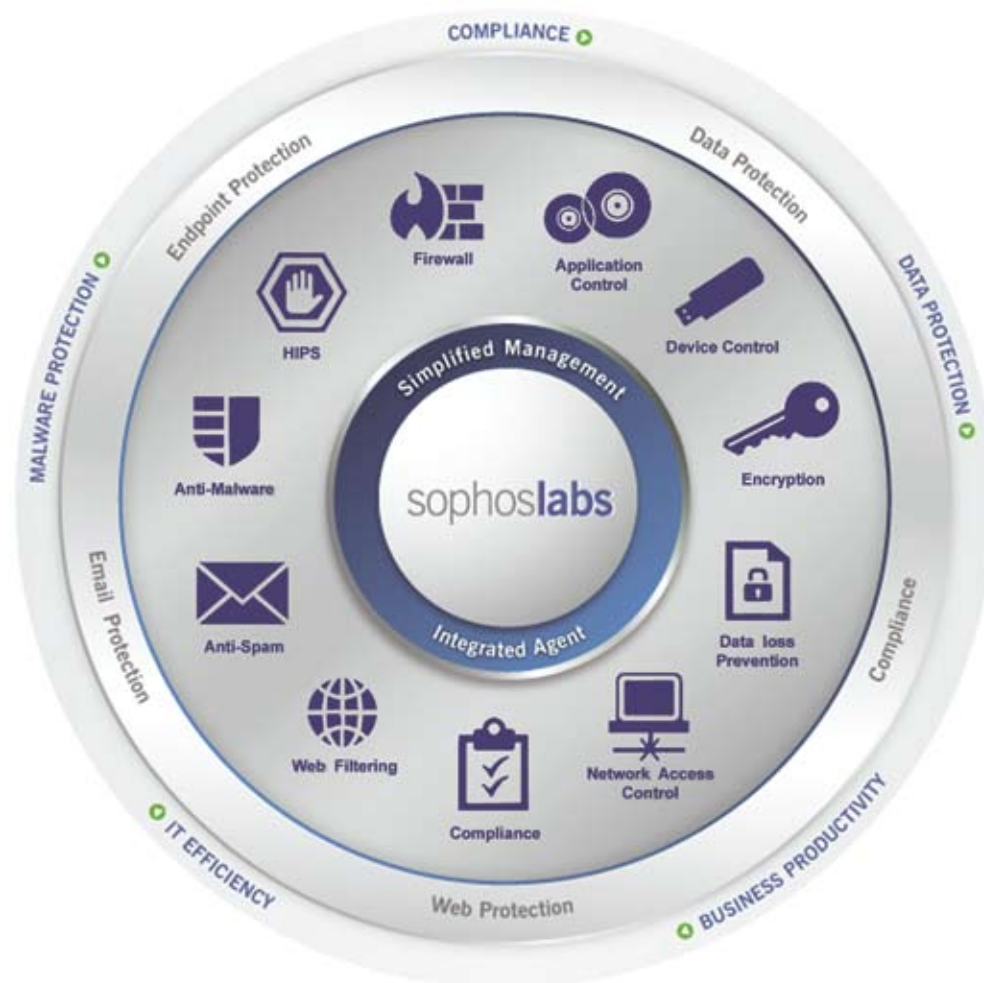 COMPLIANCE
Endpoint Protection
Data Protection
MALWARE PROTECTION
DATA PROTECTION
Firewall
Application
Control
HIPS
Device Control
Simplified Management
Anti-Malware
Encryption
sophoslabs
Email Protection
Compliance
Anti-Spam
Integrated Agent
Data loss
Prevention
Web Filtering
Network Access
Control
Compliance
IT EFFICIENCY
BUSINESS PRODUCTIVITY
Web Protection